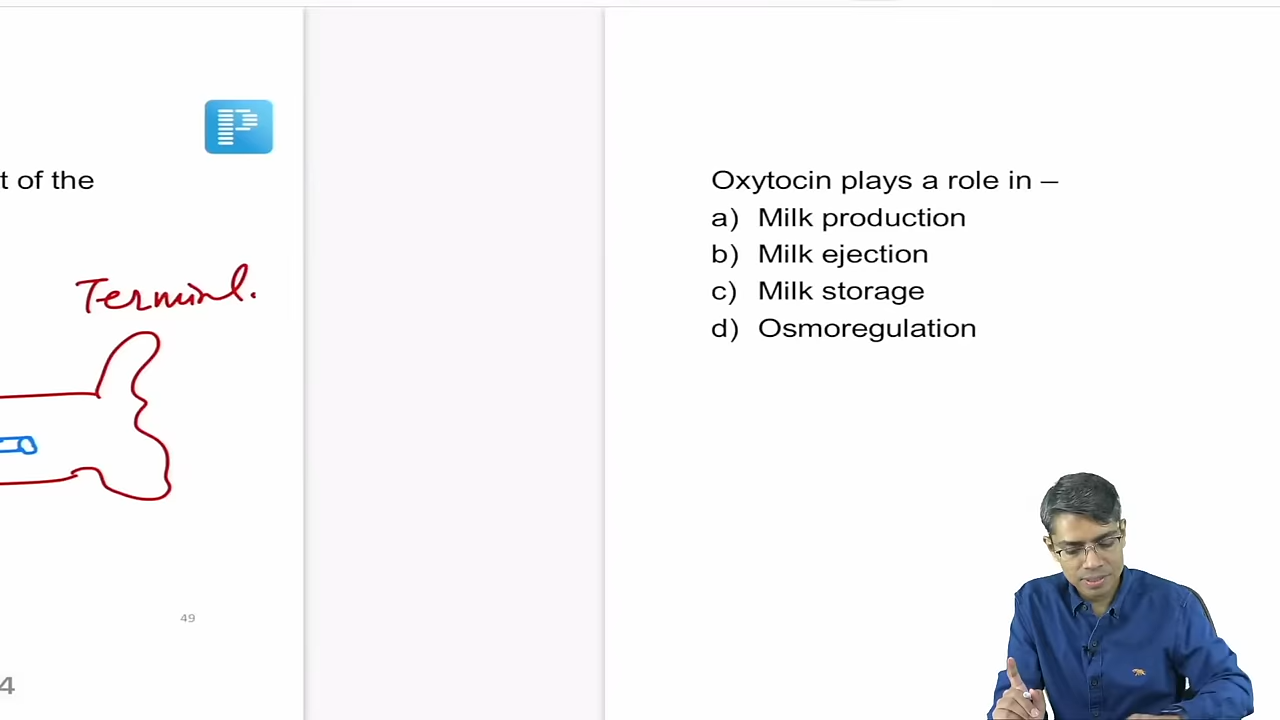 t of the
Terminl.
49
4
Oxytocin plays a role in –
a) Milk production
b) Milk ejection
c) Milk storage
d) Osmoregulation